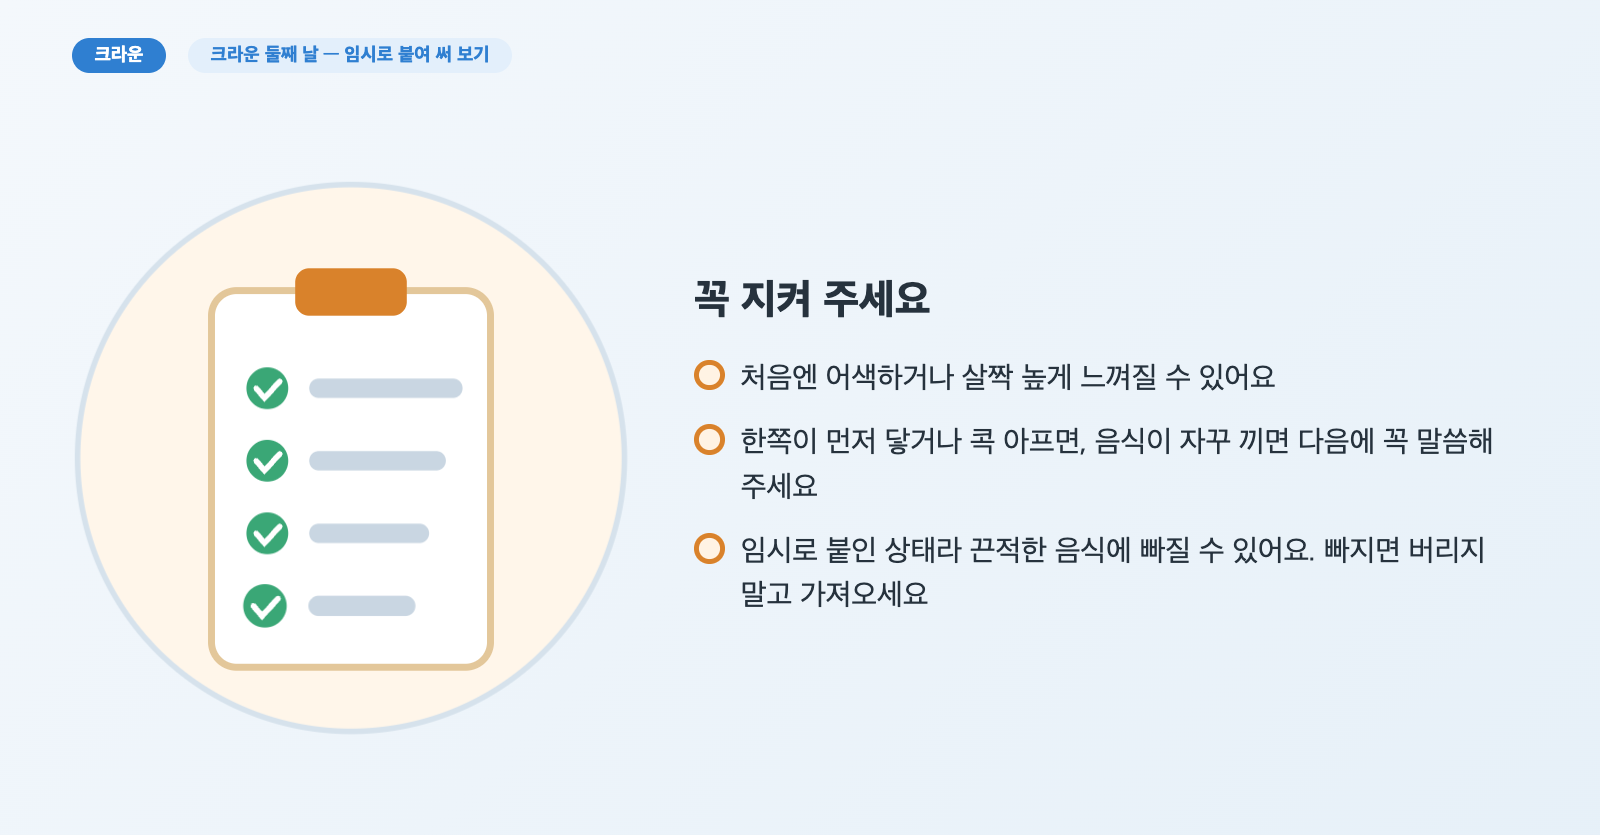 크라운
크라운 둘째 날 — 임시로 붙여 써 보기
꼭 지켜 주세요
처음엔 어색하거나 살짝 높게 느껴질 수 있어요
한쪽이 먼저 닿거나 콕 아프면, 음식이 자꾸 끼면 다음에 꼭 말씀해
주세요
임시로 붙인 상태라 끈적한 음식에 빠질 수 있어요. 빠지면 버리지
말고 가져오세요